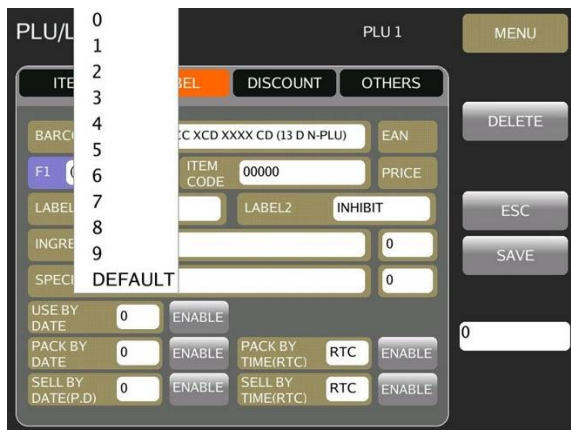 PLU/L
PLU 1
MENU
0
1
2
3
4
5
6
7
8
9
DEFAULT
ITE
BEL
DISCOUNT
OTHERS
BARC
CC XCD XXXX CD (13 D N-PLU)
EAN
F1
ITEM
CODE
00000
PRICE
LABEL
LABEL2
INHIBIT
INGRE
0
SPECI
0
USE BY
DATE
0
ENABLE
PACK BY
DATE
0
ENABLE
PACK BY
TIME(RTC)
RTC
ENABLE
SELL BY
DATE(P.D)
0
ENABLE
SELL BY
TIME(RTC)
RTC
ENABLE
DELETE
ESC
SAVE
0